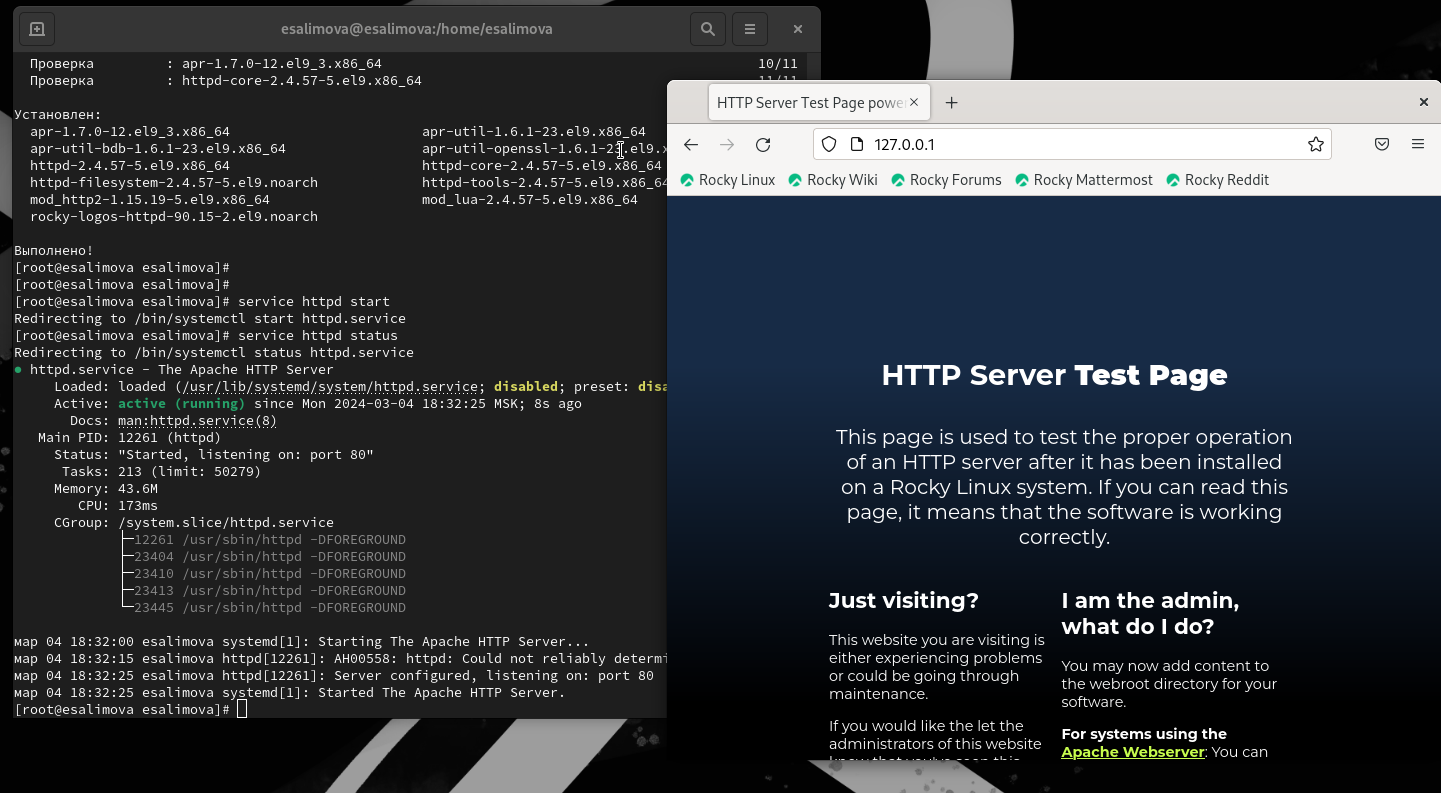 esalimova@esalimova:/home/esalimova
Проверка : apr-1.7.0-12.el9_3.x86_64 10/11
Проверка : httpd-core-2.4.57-5.el9.x86_64
Установлен:
apr-1.7.0-12.el9_3.x86_64 apr-util-1.6.1-23.el9.x86_64
apr-util-bdb-1.6.1-23.el9.x86_64 apr-util-openssl-1.6.1-23.el9.x
httpd-2.4.57-5.el9.x86_64 httpd-core-2.4.57-5.el9.x86_64
httpd-filesystem-2.4.57-5.el9.noarch httpd-tools-2.4.57-5.el9.x86_64
mod_http2-1.15.19-5.el9.x86_64 mod_lua-2.4.57-5.el9.x86_64
rocky-logos-httpd-90.15-2.el9.noarch
Выполнено!
[root@esalimova esalimova]#
[root@esalimova esalimova]#
[root@esalimova esalimova]# service httpd start
Redirecting to /bin/systemctl start httpd.service
[root@esalimova esalimova]# service httpd status
Redirecting to /bin/systemctl status httpd.service
● httpd.service - The Apache HTTP Server
Loaded: loaded (/usr/lib/systemd/system/httpd.service; disabled; preset: disa
Active: active (running) since Mon 2024-03-04 18:32:25 MSK; 8s ago
Docs: man:httpd.service(8)
Main PID: 12261 (httpd)
Status: "Started, listening on: port 80"
Tasks: 213 (limit: 50279)
Memory: 43.6M
CPU: 173ms
CGroup: /system.slice/httpd.service
├─12261 /usr/sbin/httpd -DFOREGROUND
├─23404 /usr/sbin/httpd -DFOREGROUND
├─23410 /usr/sbin/httpd -DFOREGROUND
├─23413 /usr/sbin/httpd -DFOREGROUND
└─23445 /usr/sbin/httpd -DFOREGROUND
мар 04 18:32:00 esalimova systemd[1]: Starting The Apache HTTP Server...
мар 04 18:32:15 esalimova httpd[12261]: AH00558: httpd: Could not reliably determi
мар 04 18:32:25 esalimova httpd[12261]: Server configured, listening on: port 80
мар 04 18:32:25 esalimova systemd[1]: Started The Apache HTTP Server.
[root@esalimova esalimova]#
HTTP Server Test Page powe
127.0.0.1
Rocky Linux Rocky Wiki Rocky Forums Rocky Mattermost Rocky Reddit
HTTP Server Test Page
This page is used to test the proper operation
of an HTTP server after it has been installed
on a Rocky Linux system. If you can read this
page, it means that the software is working
correctly.
Just visiting?
This website you are visiting is
either experiencing problems
or could be going through
maintenance.
If you would like the let the
administrators of this website
know that you've seen this
I am the admin,
what do I do?
You may now add content to
the webroot directory for your
software.
For systems using the
Apache Webserver: You can